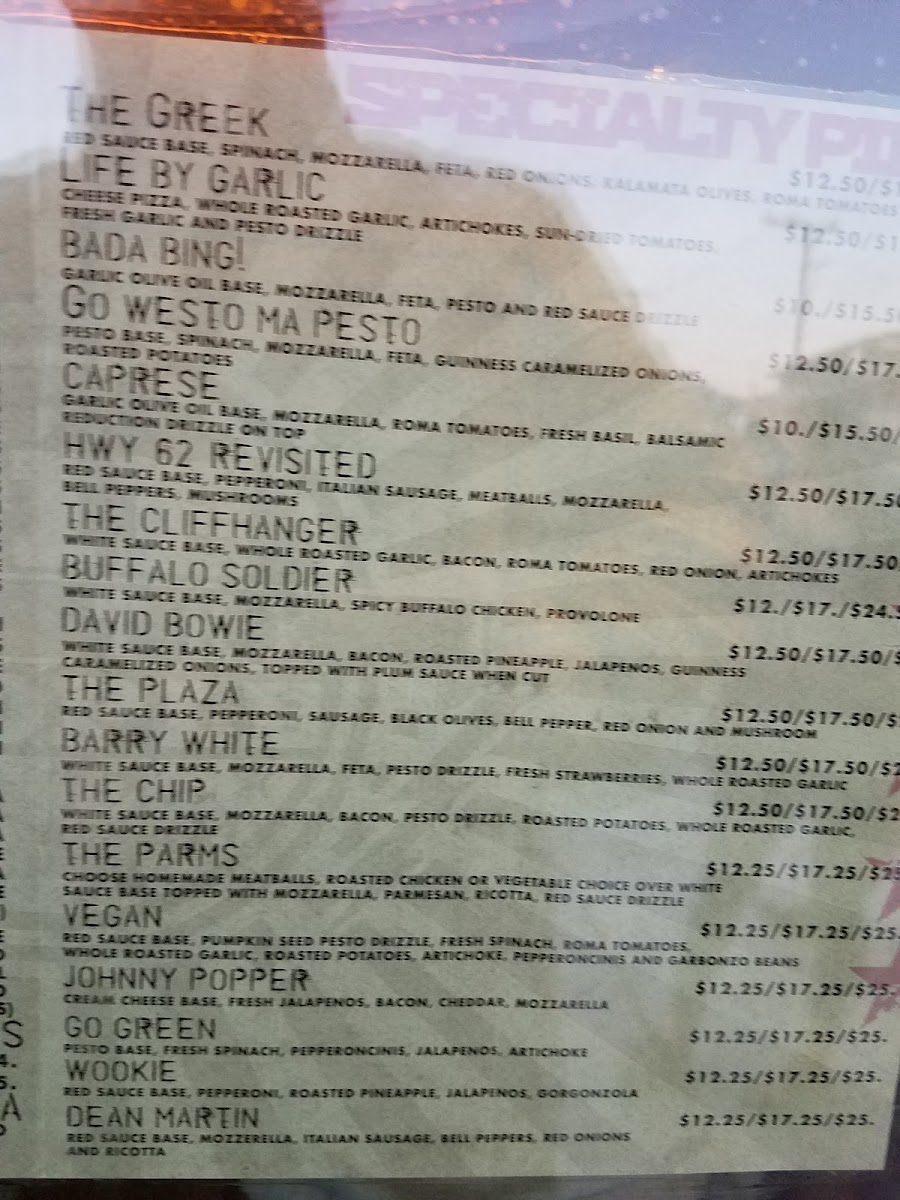 SPECIALTY PI
THE GREEK
$12.50/$1
RED SAUCE BASE, SPINACH, MOZZARELLA, FETA, RED ONIONS, KALAMATA OLIVES, ROMA TOMATOES
LIFE BY GARLIC
$12.50/$1
CHEESE PIZZA, WHOLE ROASTED GARLIC, ARTICHOKES, SUN-DRIED TOMATOES,
FRESH GARLIC AND PESTO DRIZZLE
BADA BING!
$10./$15.5
GARLIC OLIVE OIL BASE, MOZZARELLA, FETA, PESTO AND RED SAUCE DRIZZLE
GO WESTO MA PESTO
$12.50/$17.
PESTO BASE, SPINACH, MOZZARELLA, FETA, GUINNESS CARAMELIZED ONIONS,
ROASTED POTATOES
CAPRESE
$10./$15.50/
GARLIC OLIVE OIL BASE, MOZZARELLA, ROMA TOMATOES, FRESH BASIL, BALSAMIC
REDUCTION DRIZZLE ON TOP
HWY 62 REVISITED
$12.50/$17.50
RED SAUCE BASE, PEPPERONI, ITALIAN SAUSAGE, MEATBALLS, MOZZARELLA,
BELL PEPPERS, MUSHROOMS
THE CLIFFHANGER
$12.50/$17.50
WHITE SAUCE BASE, WHOLE ROASTED GARLIC, BACON, ROMA TOMATOES, RED ONION, ARTICHOKES
BUFFALO SOLDIER
$12./$17./$24.
WHITE SAUCE BASE, MOZZARELLA, SPICY BUFFALO CHICKEN, PROVOLONE
DAVID BOWIE
$12.50/$17.50/$
WHITE SAUCE BASE, MOZZARELLA, BACON, ROASTED PINEAPPLE, JALAPENOS, GUINNESS
CARAMELIZED ONIONS, TOPPED WITH PLUM SAUCE WHEN CUT
THE PLAZA
$12.50/$17.50/$
RED SAUCE BASE, PEPPERONI, SAUSAGE, BLACK OLIVES, BELL PEPPER, RED ONION AND MUSHROOM
BARRY WHITE
$12.50/$17.50/$2
WHITE SAUCE BASE, MOZZARELLA, FETA, PESTO DRIZZLE, FRESH STRAWBERRIES, WHOLE ROASTED GARLIC
THE CHIP
$12.50/$17.50/$2
WHITE SAUCE BASE, MOZZARELLA, BACON, PESTO DRIZZLE, ROASTED POTATOES, WHOLE ROASTED GARLIC,
RED SAUCE DRIZZLE
THE PARMS
$12.25/$17.25/$25
CHOOSE HOMEMADE MEATBALLS, ROASTED CHICKEN OR VEGETABLE CHOICE OVER WHITE
SAUCE BASE TOPPED WITH MOZZARELLA, PARMESAN, RICOTTA, RED SAUCE DRIZZLE
VEGAN
$12.25/$17.25/$25.
RED SAUCE BASE, PUMPKIN SEED PESTO DRIZZLE, FRESH SPINACH, ROMA TOMATOES,
WHOLE ROASTED GARLIC, ROASTED POTATOES, ARTICHOKE, PEPPERONCINIS AND GARBONZO BEANS
JOHNNY POPPER
$12.25/$17.25/$25.
CREAM CHEESE BASE, FRESH JALAPENOS, BACON, CHEDDAR, MOZZARELLA
GO GREEN
$12.25/$17.25/$25.
PESTO BASE, FRESH SPINACH, PEPPERONCINIS, JALAPENOS, ARTICHOKE
WOOKIE
$12.25/$17.25/$25.
RED SAUCE BASE, PEPPERONI, ROASTED PINEAPPLE, JALAPENOS, GORGONZOLA
DEAN MARTIN
$12.25/$17.25/$25.
RED SAUCE BASE, MOZZERELLA, ITALIAN SAUSAGE, BELL PEPPERS, RED ONIONS
AND RICOTTA